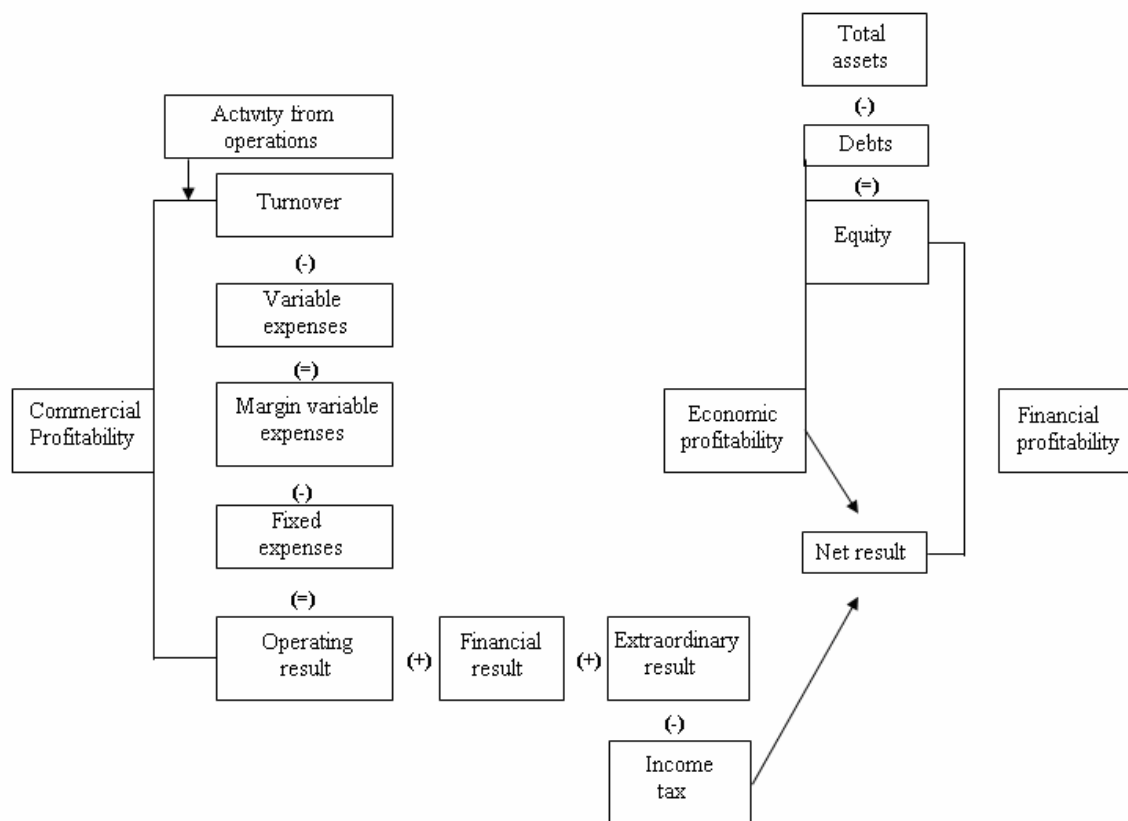 Total
assets
(-)
Debts
(=)
Equity
Activity from
operations
Turnover
(-)
Variable
expenses
(=)
Margin variable
expenses
(-)
Fixed
expenses
(=)
Operating
result
(+)
Financial
result
(+)
Extraordinary
result
(-)
Income
tax
Commercial
Profitability
Economic
profitability
Net result
Financial
profitability